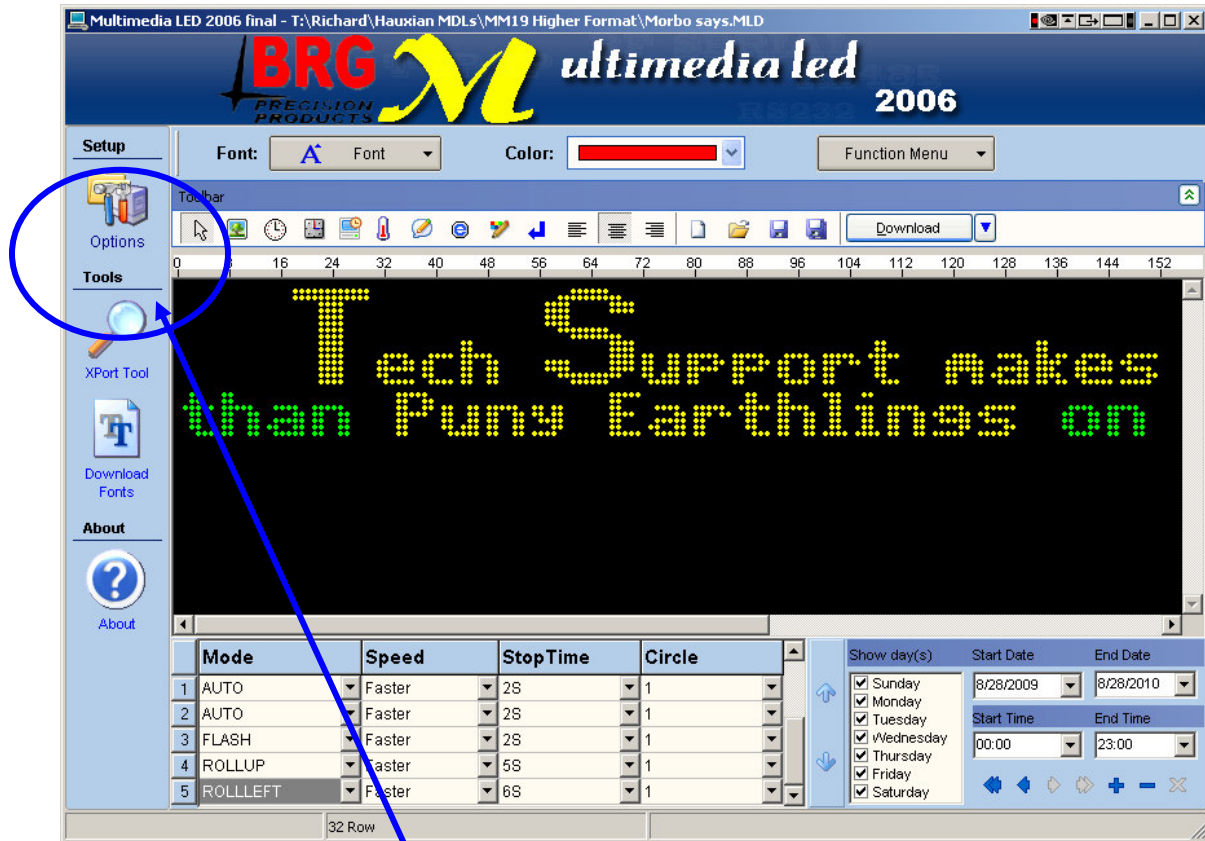 Multimedia LED 2006 final - T:\Richard\Hauxian MDLs\MM19 Higher Format\Morbo says.MLD
BRG
PRECISION
PRODUCTS
Multimedia led
2006
RS232
Setup
Font: A Font
Color:
Function Menu
Toolbar
Options
Download
0 8 16 24 32 40 48 56 64 72 80 88 96 104 112 120 128 136 144 152
Tools
Tech Support makes
than Puny Earthlings on
XPort Tool
Download
Fonts
About
About
Mode Speed StopTime Circle
1 AUTO Faster 2S 1
2 AUTO Faster 2S 1
3 FLASH Faster 2S 1
4 ROLLUP Faster 5S 1
5 ROLLLEFT Faster 6S 1
Show day(s) Start Date End Date
Sunday 8/28/2009 8/28/2010
Monday
Tuesday Start Time End Time
Wednesday 00:00 23:00
Thursday
Friday
Saturday
32 Row